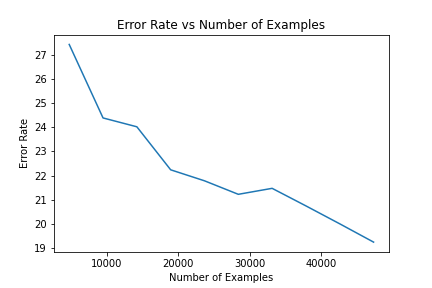 Error Rate vs Number of Examples
27
26
25
24
23
22
21
20
19
Error Rate
10000 20000 30000 40000
Number of Examples